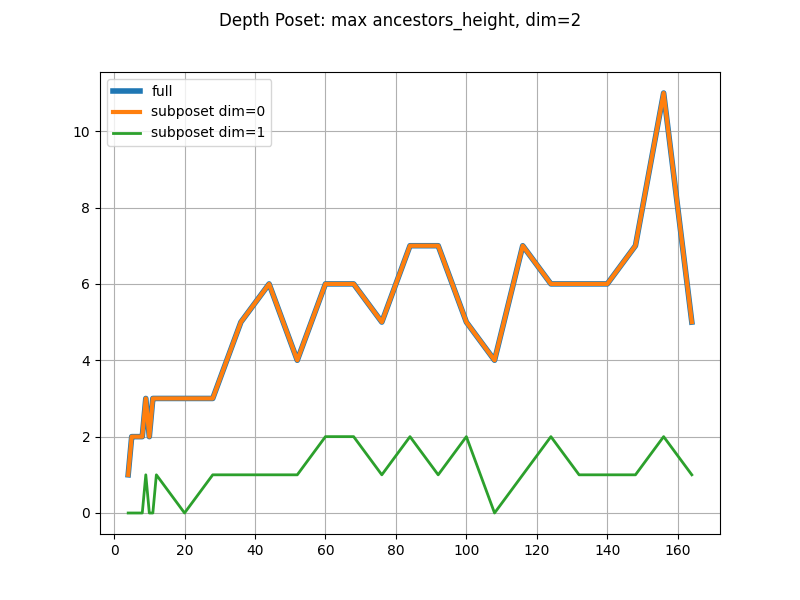 Depth Poset: max ancestors_height, dim=2
full
subposet dim=0
subposet dim=1
10
8
6
4
2
0
0 20 40 60 80 100 120 140 160